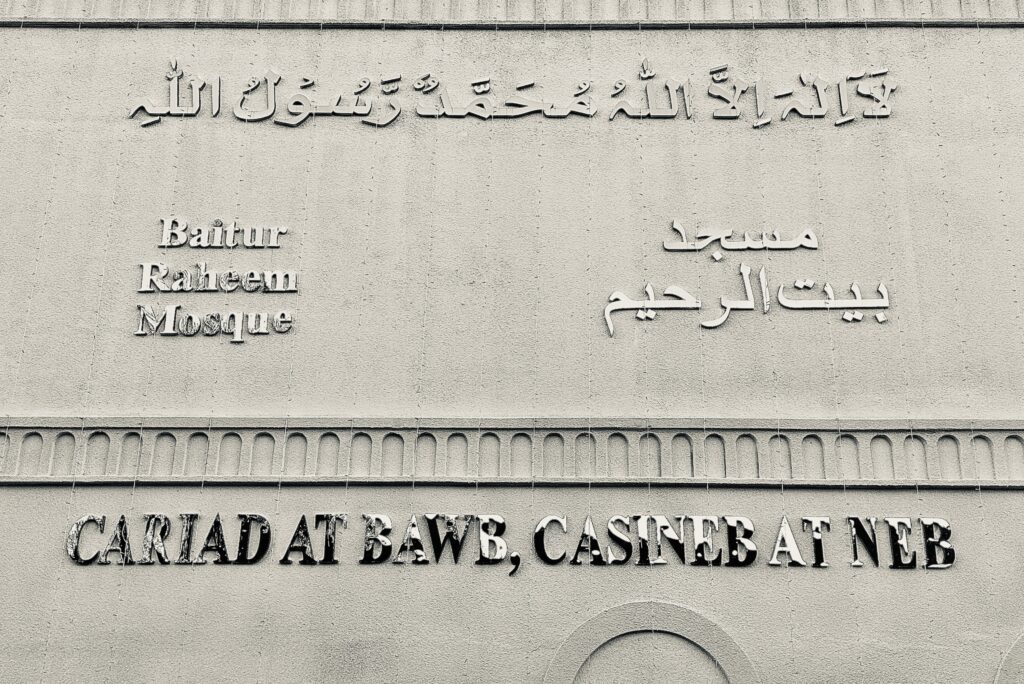 لَآ اِلٰهَ اِلَّا اللّٰهُ مُحَمَّدٌ رَّسُوْلُ اللّٰهِ
Baitur
Raheem
Mosque
مسجد
بيت الرحيم
CARIAD AT BAWB, CASINEB AT NEB